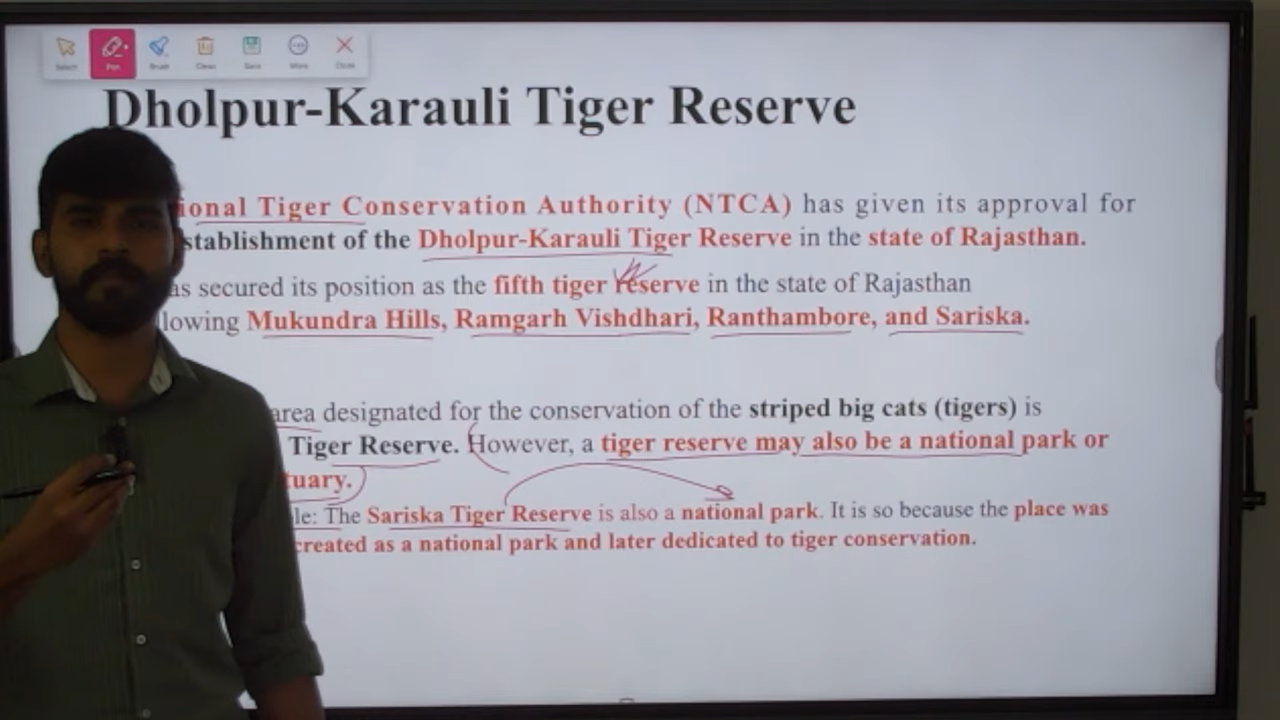 Select Pen Brush Clean Save More Close
Dholpur-Karauli Tiger Reserve
ional Tiger Conservation Authority (NTCA) has given its approval for
stablishment of the Dholpur-Karauli Tiger Reserve in the state of Rajasthan.
as secured its position as the fifth tiger reserve in the state of Rajasthan
lowing Mukundra Hills, Ramgarh Vishdhari, Ranthambore, and Sariska.
area designated for the conservation of the striped big cats (tigers) is
Tiger Reserve. However, a tiger reserve may also be a national park or
tuary.
le: The Sariska Tiger Reserve is also a national park. It is so because the place was
created as a national park and later dedicated to tiger conservation.